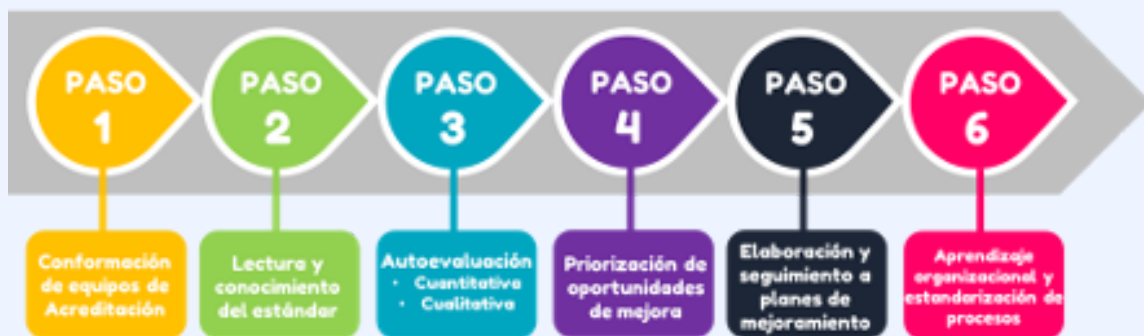 PASO
1
PASO
2
PASO
3
PASO
4
PASO
5
PASO
6
Conformación
de equipos de
Acreditación
Lectura y
conocimiento
del estándar
Autoevaluación
• Cuantitativa
• Cualitativa
Priorización de
oportunidades
de mejora
Elaboración y
seguimiento a
planes de
mejoramiento
Aprendizaje
organizacional y
estandarización de
procesos